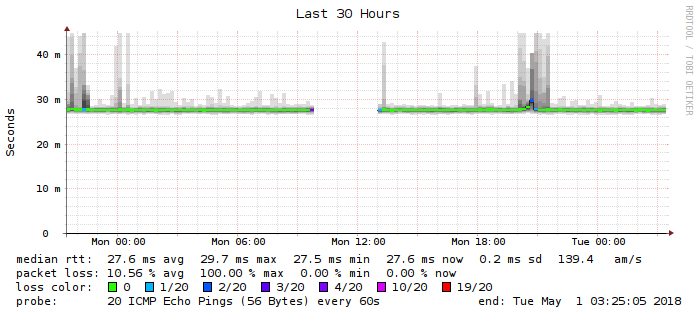 Last 30 Hours
RRDTOOL / TOBI OETIKER
Seconds
40 m
30 m
20 m
10 m
0
Mon 00:00 Mon 06:00 Mon 12:00 Mon 18:00 Tue 00:00
median rtt: 27.6 ms avg 29.7 ms max 27.5 ms min 27.6 ms now 0.2 ms sd 139.4 am/s
packet loss: 10.56 % avg 100.00 % max 0.00 % min 0.00 % now
loss color: 0 1/20 2/20 3/20 4/20 10/20 19/20
probe: 20 ICMP Echo Pings (56 Bytes) every 60s end: Tue May 1 03:25:05 2018